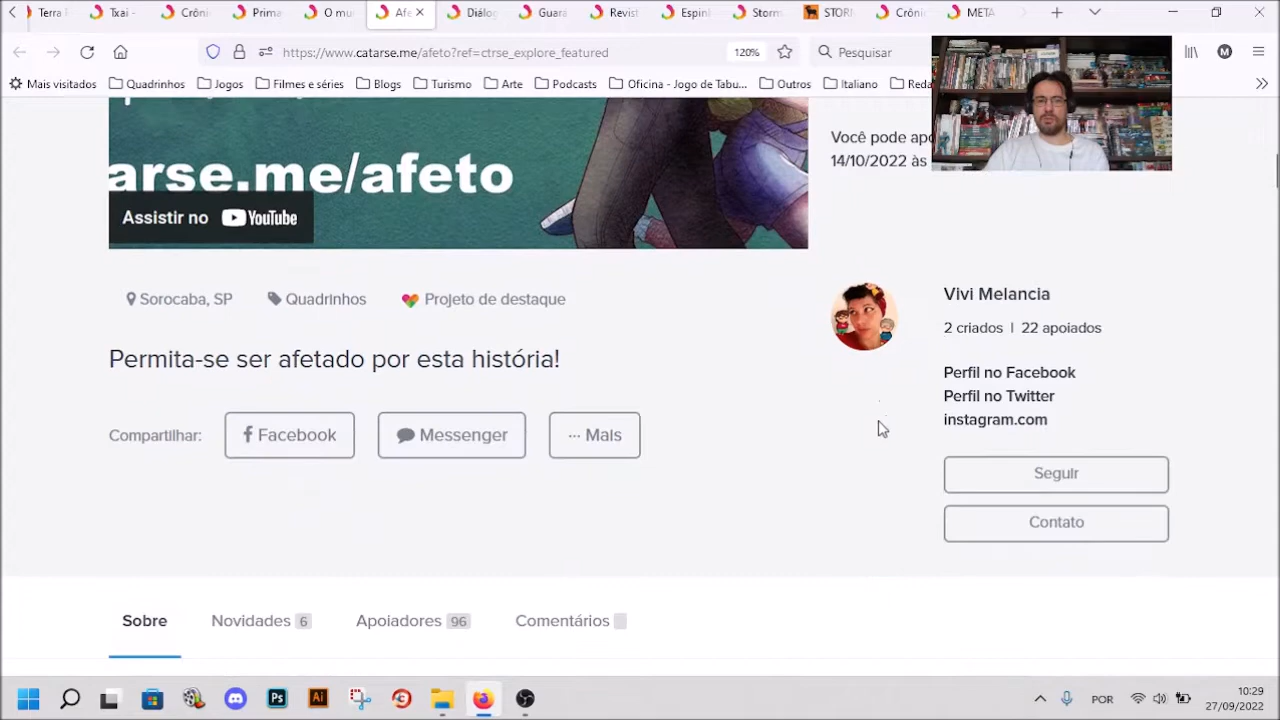 Terra
Txai -
Crôni
Prima
O mu
Afe
Diálog
Guará
Revist
Espini
Storm
STORI
Crôni
META
https://www.catarse.me/afeto?ref=ctrse_explore_featured
120%
Pesquisar
M
Mais visitados
Quadrinhos
Jogos
Filmes e séries
Blogs
Turismo
Arte
Podcasts
Oficina - Jogo de Tabu...
Outros
Italiano
Reda
arse.me/afeto
Assistir no YouTube
Você pode apo
14/10/2022 às
Sorocaba, SP
Quadrinhos
Projeto de destaque
Vivi Melancia
2 criados | 22 apoiados
Permita-se ser afetado por esta história!
Perfil no Facebook
Perfil no Twitter
instagram.com
Compartilhar:
Facebook
Messenger
··· Mais
Seguir
Contato
Sobre
Novidades 6
Apoiadores 96
Comentários
Ps
Ai
POR
10:29
27/09/2022